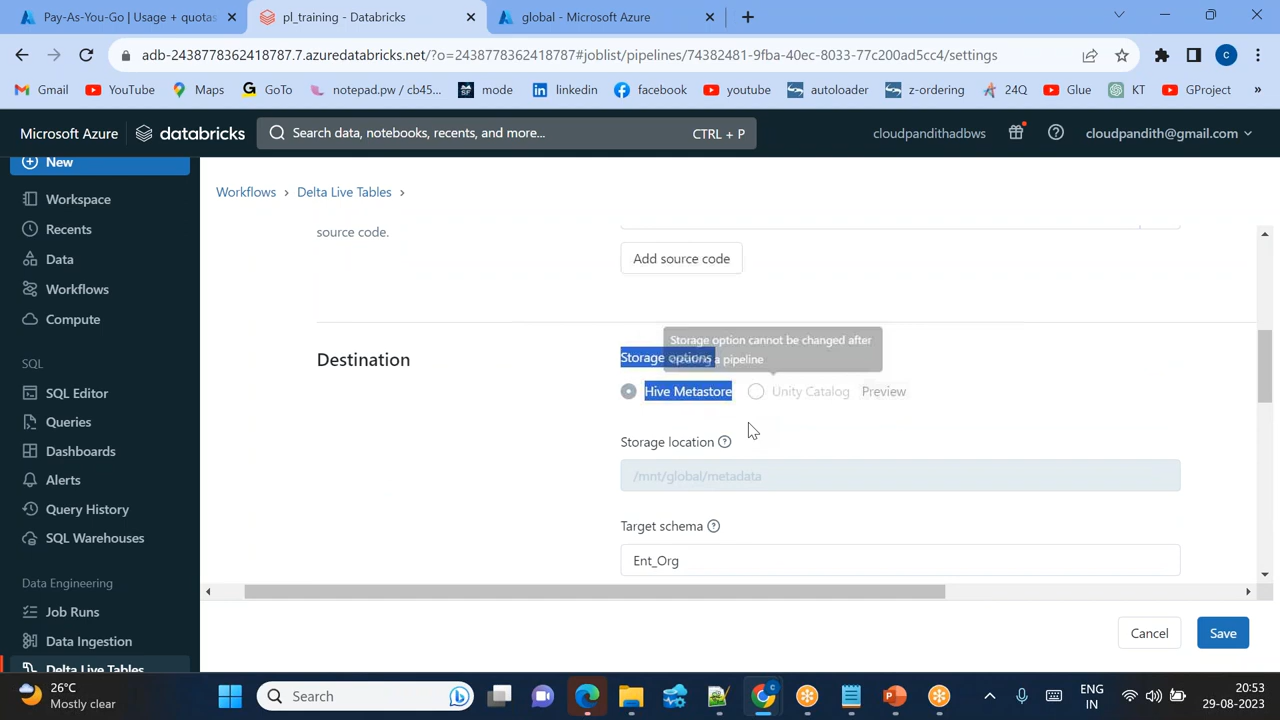 Pay-As-You-Go | Usage + quotas
pl_training - Databricks
global - Microsoft Azure
adb-2438778362418787.7.azuredatabricks.net/?o=2438778362418787#joblist/pipelines/74382481-9fba-40ec-8033-77c200ad5cc4/settings
Gmail YouTube Maps GoTo notepad.pw / cb45... mode linkedin facebook youtube autoloader z-ordering 24Q Glue KT GProject »
Microsoft Azure databricks Search data, notebooks, recents, and more... CTRL + P cloudpandithadbws cloudpandith@gmail.com
New
Workspace
Recents
Data
Workflows
Compute
SQL
SQL Editor
Queries
Dashboards
Alerts
Query History
SQL Warehouses
Data Engineering
Job Runs
Data Ingestion
Delta Live Tables
Workflows › Delta Live Tables ›
source code.
Add source code
Destination
Storage options
Storage option cannot be changed after
creating a pipeline
Hive Metastore Unity Catalog Preview
Storage location
/mnt/global/metadata
Target schema
Ent_Org
Cancel Save
26°C
Mostly clear
Search
ENG
IN
20:53
29-08-2023